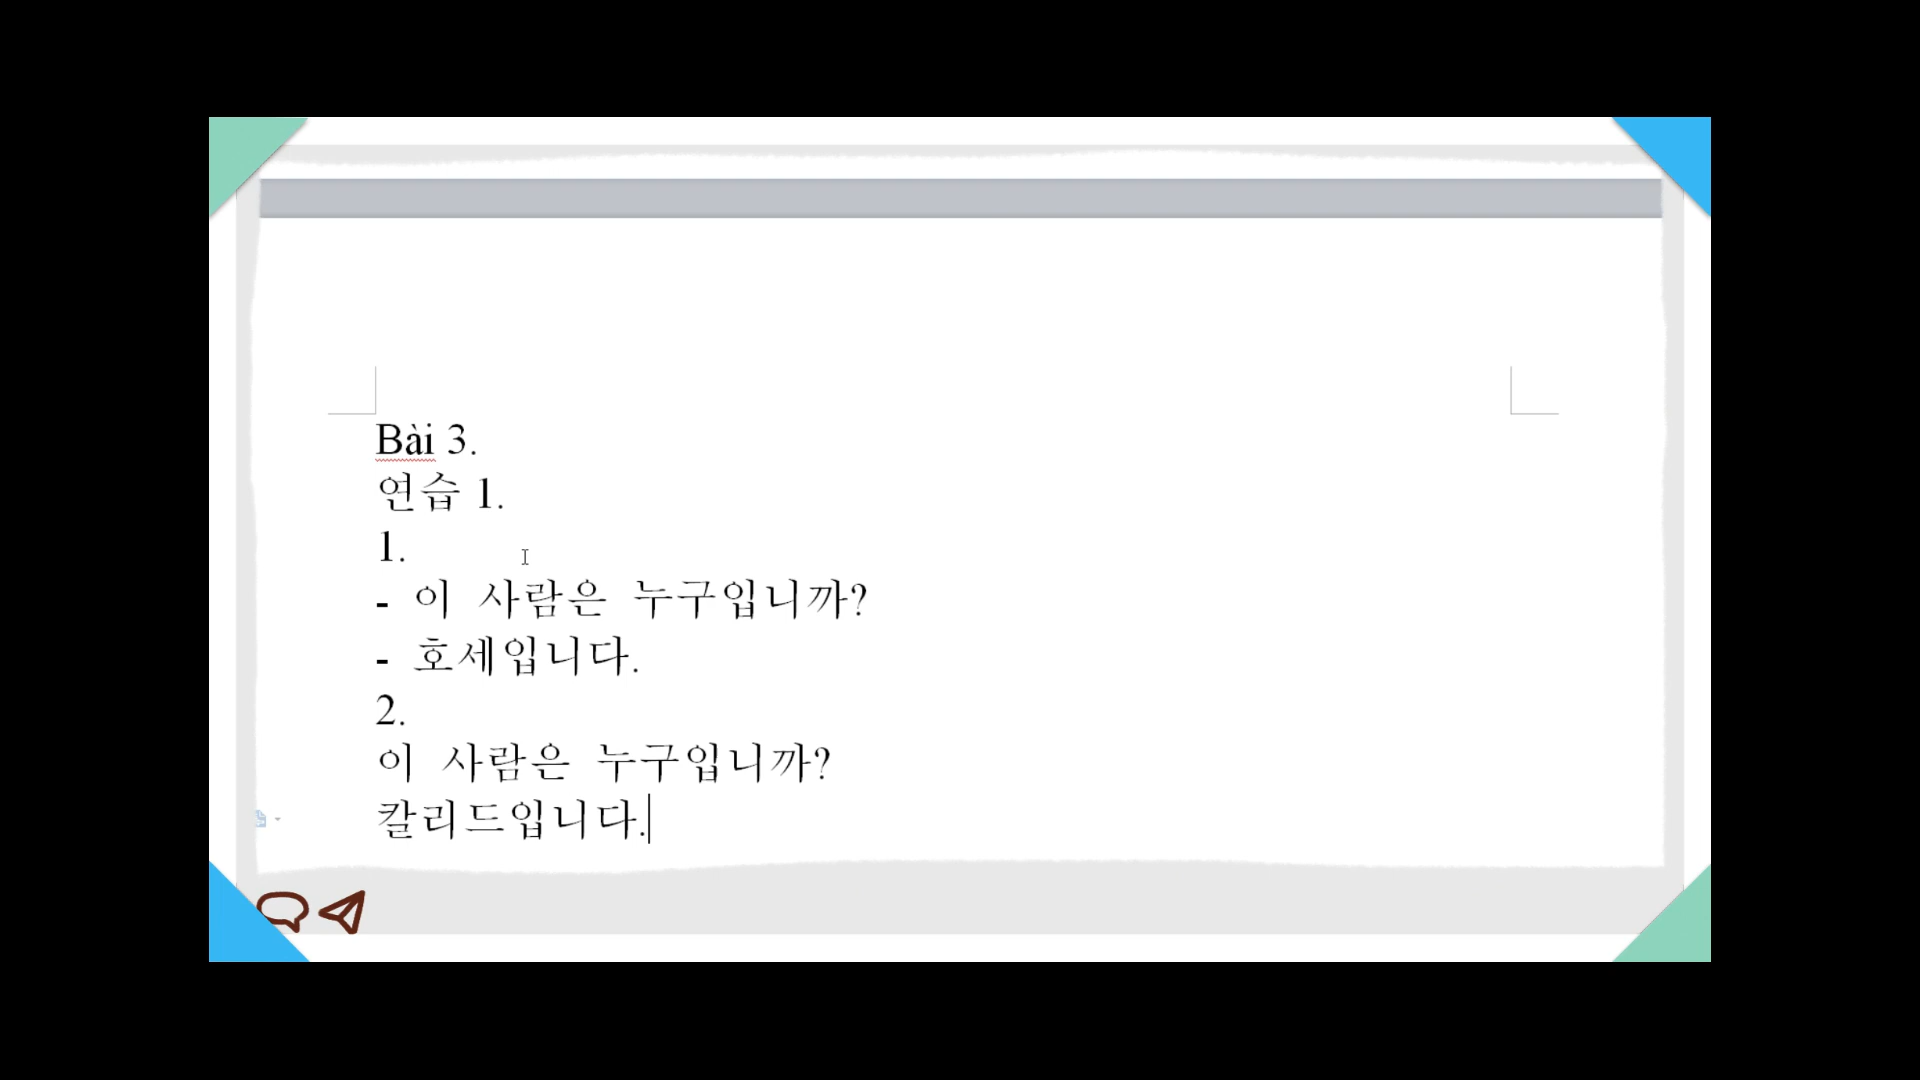 Bài 3.
연습 1.
1.
- 이 사람은 누구입니까?
- 호세입니다.
2.
이 사람은 누구입니까?
칼리드입니다.